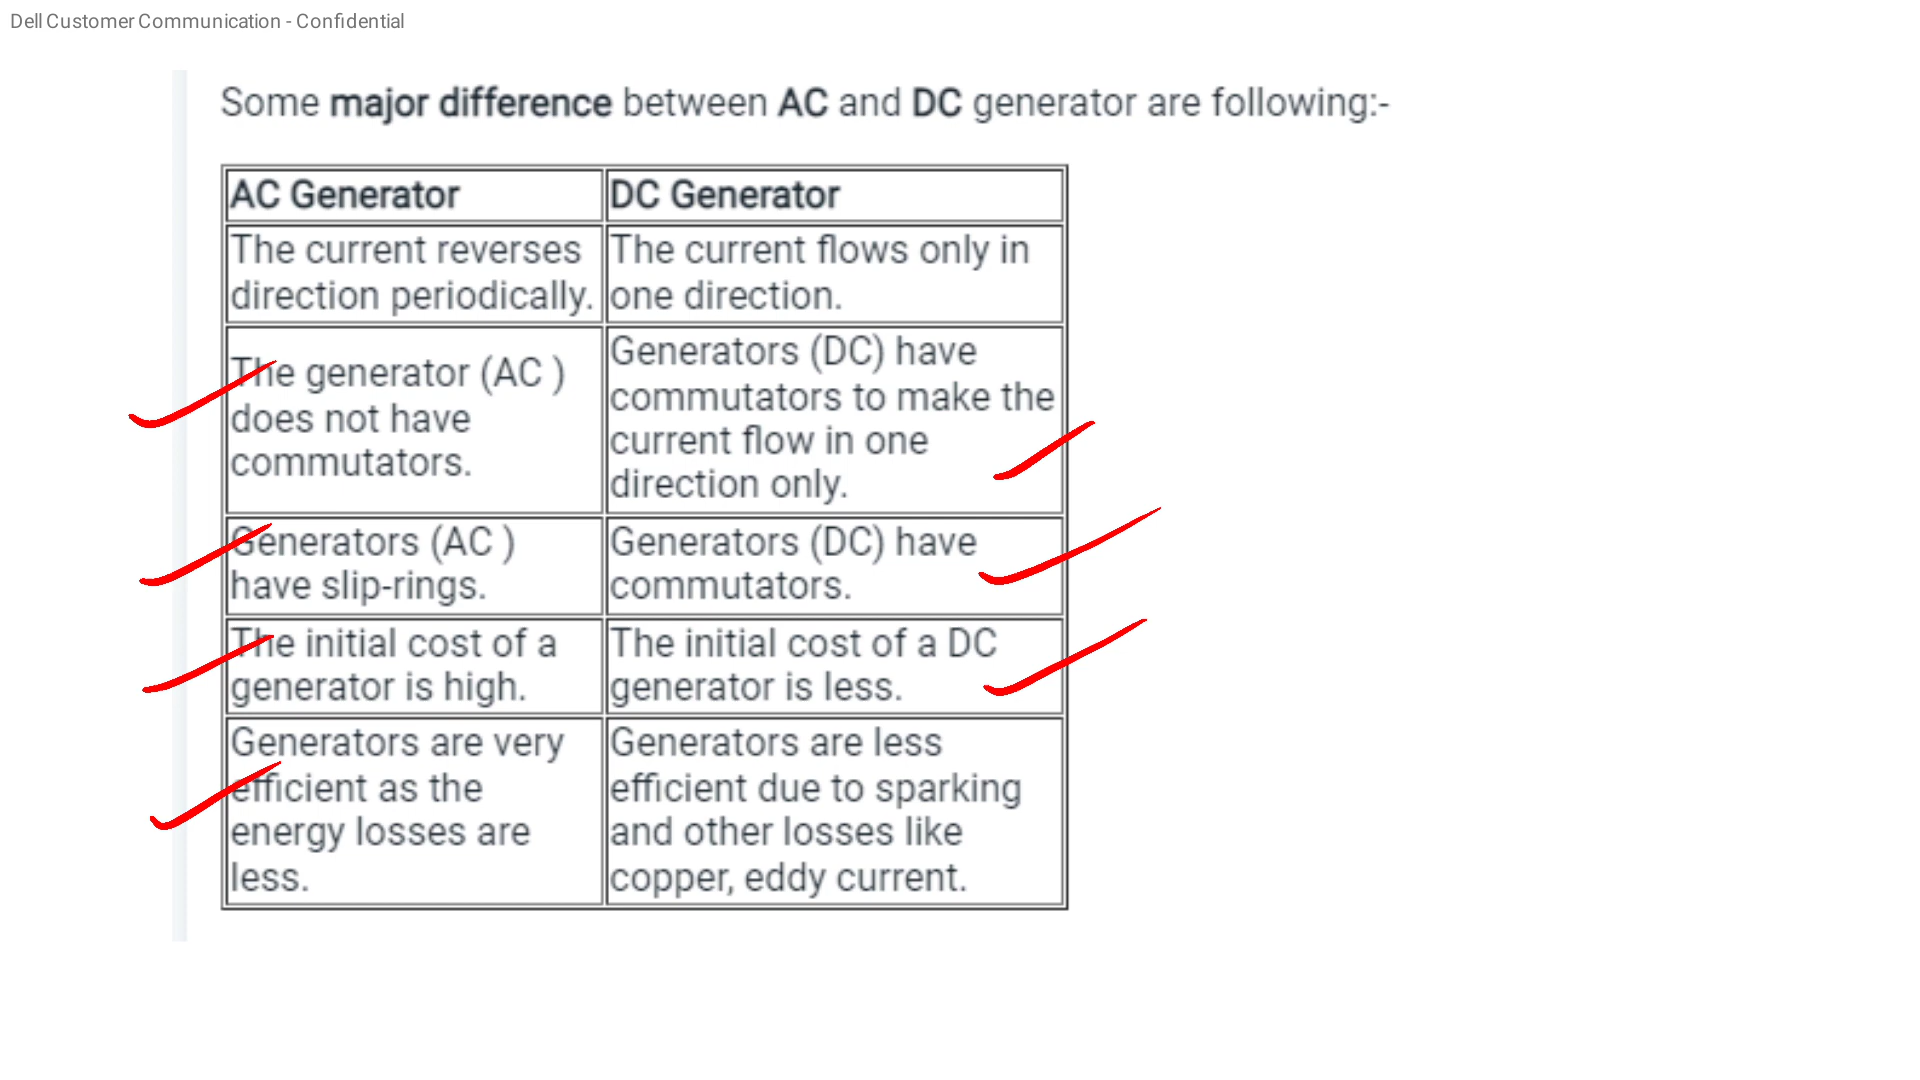 Dell Customer Communication - Confidential
Some major difference between AC and DC generator are following:-
AC Generator
DC Generator
The current reverses
direction periodically.
The current flows only in
one direction.
The generator (AC )
does not have
commutators.
Generators (DC) have
commutators to make the
current flow in one
direction only.
Generators (AC )
have slip-rings.
Generators (DC) have
commutators.
The initial cost of a
generator is high.
The initial cost of a DC
generator is less.
Generators are very
efficient as the
energy losses are
less.
Generators are less
efficient due to sparking
and other losses like
copper, eddy current.